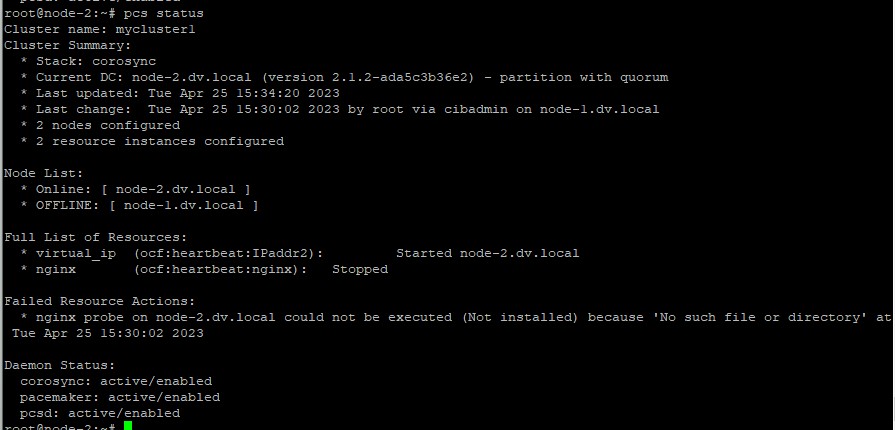 pcsd: active/enabled
root@node-2:~# pcs status
Cluster name: mycluster1
Cluster Summary:
  * Stack: corosync
  * Current DC: node-2.dv.local (version 2.1.2-ada5c3b36e2) - partition with quorum
  * Last updated: Tue Apr 25 15:34:20 2023
  * Last change:  Tue Apr 25 15:30:02 2023 by root via cibadmin on node-1.dv.local
  * 2 nodes configured
  * 2 resource instances configured

Node List:
  * Online: [ node-2.dv.local ]
  * OFFLINE: [ node-1.dv.local ]

Full List of Resources:
  * virtual_ip  (ocf:heartbeat:IPaddr2):         Started node-2.dv.local
  * nginx       (ocf:heartbeat:nginx):   Stopped

Failed Resource Actions:
  * nginx probe on node-2.dv.local could not be executed (Not installed) because 'No such file or directory' at
 Tue Apr 25 15:30:02 2023

Daemon Status:
  corosync: active/enabled
  pacemaker: active/enabled
  pcsd: active/enabled
root@node-2:~#